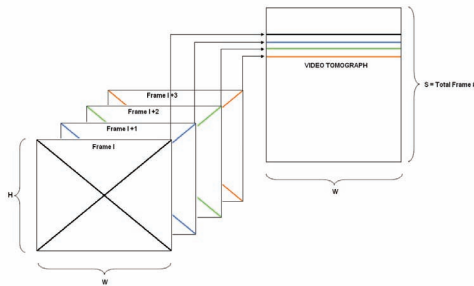 Frame I+3
Frame I+2
Frame I+1
Frame I
H
W
VIDEO TOMOGRAPH
S = Total Frame
W